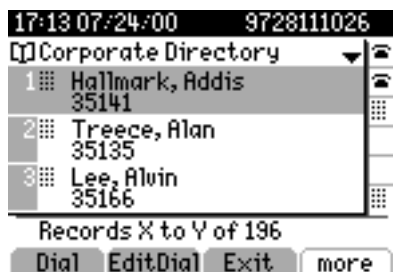 17:13 07/24/00 9728111026
Corporate Directory
1 Hallmark, Addis
35141
2 Treece, Alan
35135
3 Lee, Alvin
35166
Records X to Y of 196
Dial EditDial Exit more